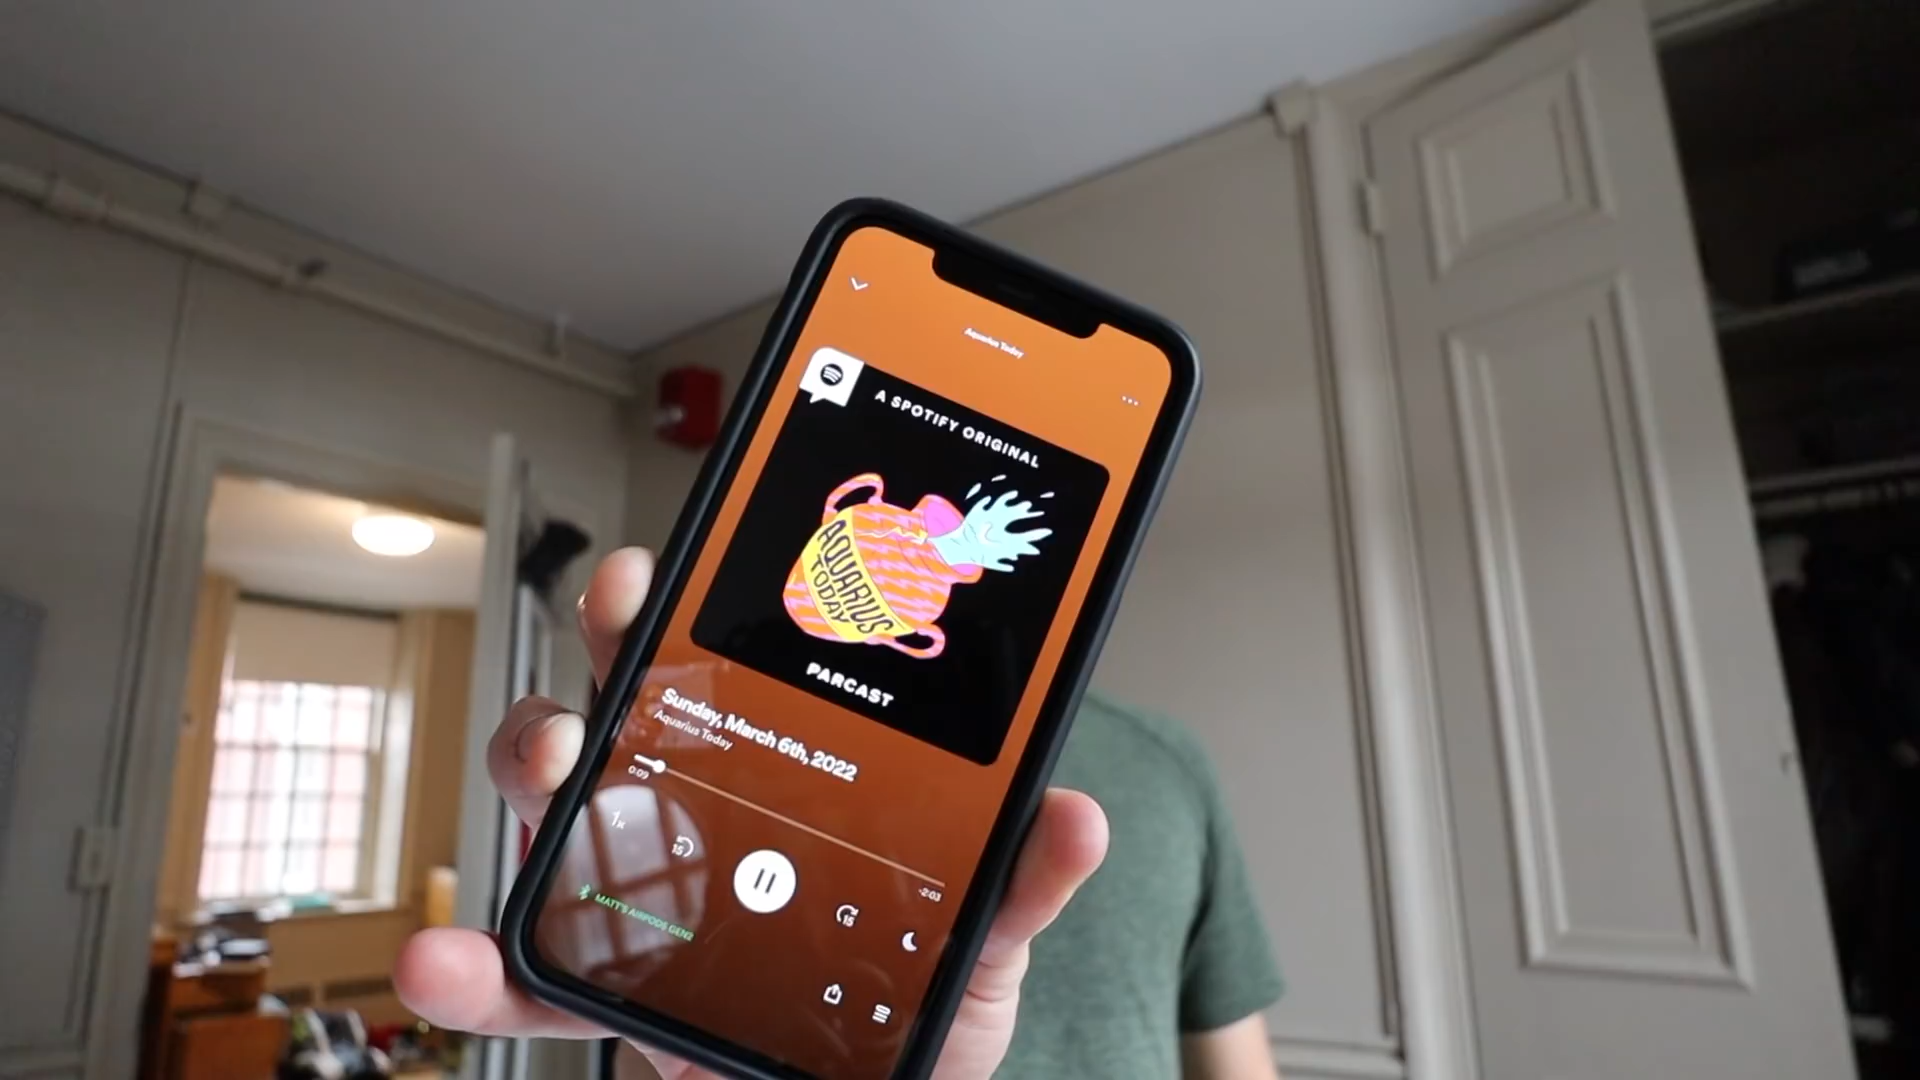 Aquarius Today
A SPOTIFY ORIGINAL
AQUARIUS
TODAY
PARCAST
Sunday, March 6th, 2022
Aquarius Today
0:09
-2:03
1x
15
15
MATT'S AIRPODS GEN2